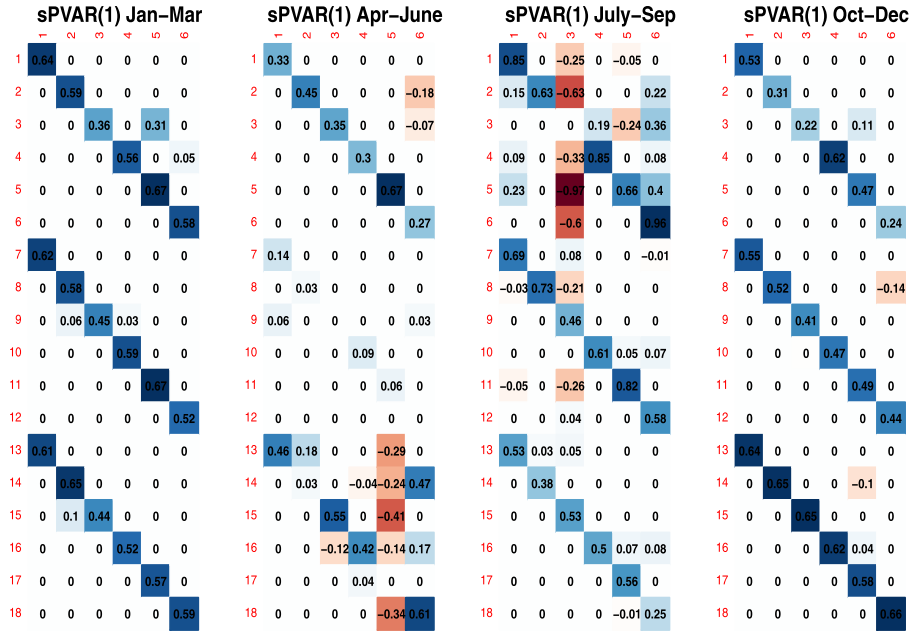 sPVAR(1) Jan−Mar sPVAR(1) Apr−June sPVAR(1) July−Sep sPVAR(1) Oct−Dec
1 2 3 4 5 6 1 2 3 4 5 6 1 2 3 4 5 6 1 2 3 4 5 6
1 0.64 0 0 0 0 0 1 0.33 0 0 0 0 0 1 0.85 0 −0.25 0 −0.05 0 1 0.53 0 0 0 0 0
2 0 0.59 0 0 0 0 2 0 0.45 0 0 0 −0.18 2 0.15 0.63 −0.63 0 0 0.22 2 0 0.31 0 0 0 0
3 0 0 0.36 0 0.31 0 3 0 0 0.35 0 0 −0.07 3 0 0 0 0.19 −0.24 0.36 3 0 0 0.22 0 0.11 0
4 0 0 0 0.56 0 0.05 4 0 0 0 0.3 0 0 4 0.09 0 −0.33 0.85 0 0.08 4 0 0 0 0.62 0 0
5 0 0 0 0 0.67 0 5 0 0 0 0 0.67 0 5 0.23 0 −0.97 0 0.66 0.4 5 0 0 0 0 0.47 0
6 0 0 0 0 0 0.58 6 0 0 0 0 0 0.27 6 0 0 −0.6 0 0 0.96 6 0 0 0 0 0 0.24
7 0.62 0 0 0 0 0 7 0.14 0 0 0 0 0 7 0.69 0 0.08 0 0 −0.01 7 0.55 0 0 0 0 0
8 0 0.58 0 0 0 0 8 0 0.03 0 0 0 0 8 −0.03 0.73 −0.21 0 0 0 8 0 0.52 0 0 0 −0.14
9 0 0.06 0.45 0.03 0 0 9 0.06 0 0 0 0 0.03 9 0 0 0.46 0 0 0 9 0 0 0.41 0 0 0
10 0 0 0 0.59 0 0 10 0 0 0 0.09 0 0 10 0 0 0 0.61 0.05 0.07 10 0 0 0 0.47 0 0
11 0 0 0 0 0.67 0 11 0 0 0 0 0.06 0 11 −0.05 0 −0.26 0 0.82 0 11 0 0 0 0 0.49 0
12 0 0 0 0 0 0.52 12 0 0 0 0 0 0 12 0 0 0.04 0 0 0.58 12 0 0 0 0 0 0.44
13 0.61 0 0 0 0 0 13 0.46 0.18 0 0 −0.29 0 13 0.53 0.03 0.05 0 0 0 13 0.64 0 0 0 0 0
14 0 0.65 0 0 0 0 14 0 0.03 0 −0.04 −0.24 0.47 14 0 0.38 0 0 0 0 14 0 0.65 0 0 −0.1 0
15 0 0.1 0.44 0 0 0 15 0 0 0.55 0 −0.41 0 15 0 0 0.53 0 0 0 15 0 0 0.65 0 0 0
16 0 0 0 0.52 0 0 16 0 0 −0.12 0.42 −0.14 0.17 16 0 0 0 0.5 0.07 0.08 16 0 0 0 0.62 0.04 0
17 0 0 0 0 0.57 0 17 0 0 0 0.04 0 0 17 0 0 0 0 0.56 0 17 0 0 0 0 0.58 0
18 0 0 0 0 0 0.59 18 0 0 0 0 −0.34 0.61 18 0 0 0 0 −0.01 0.25 18 0 0 0 0 0 0.66